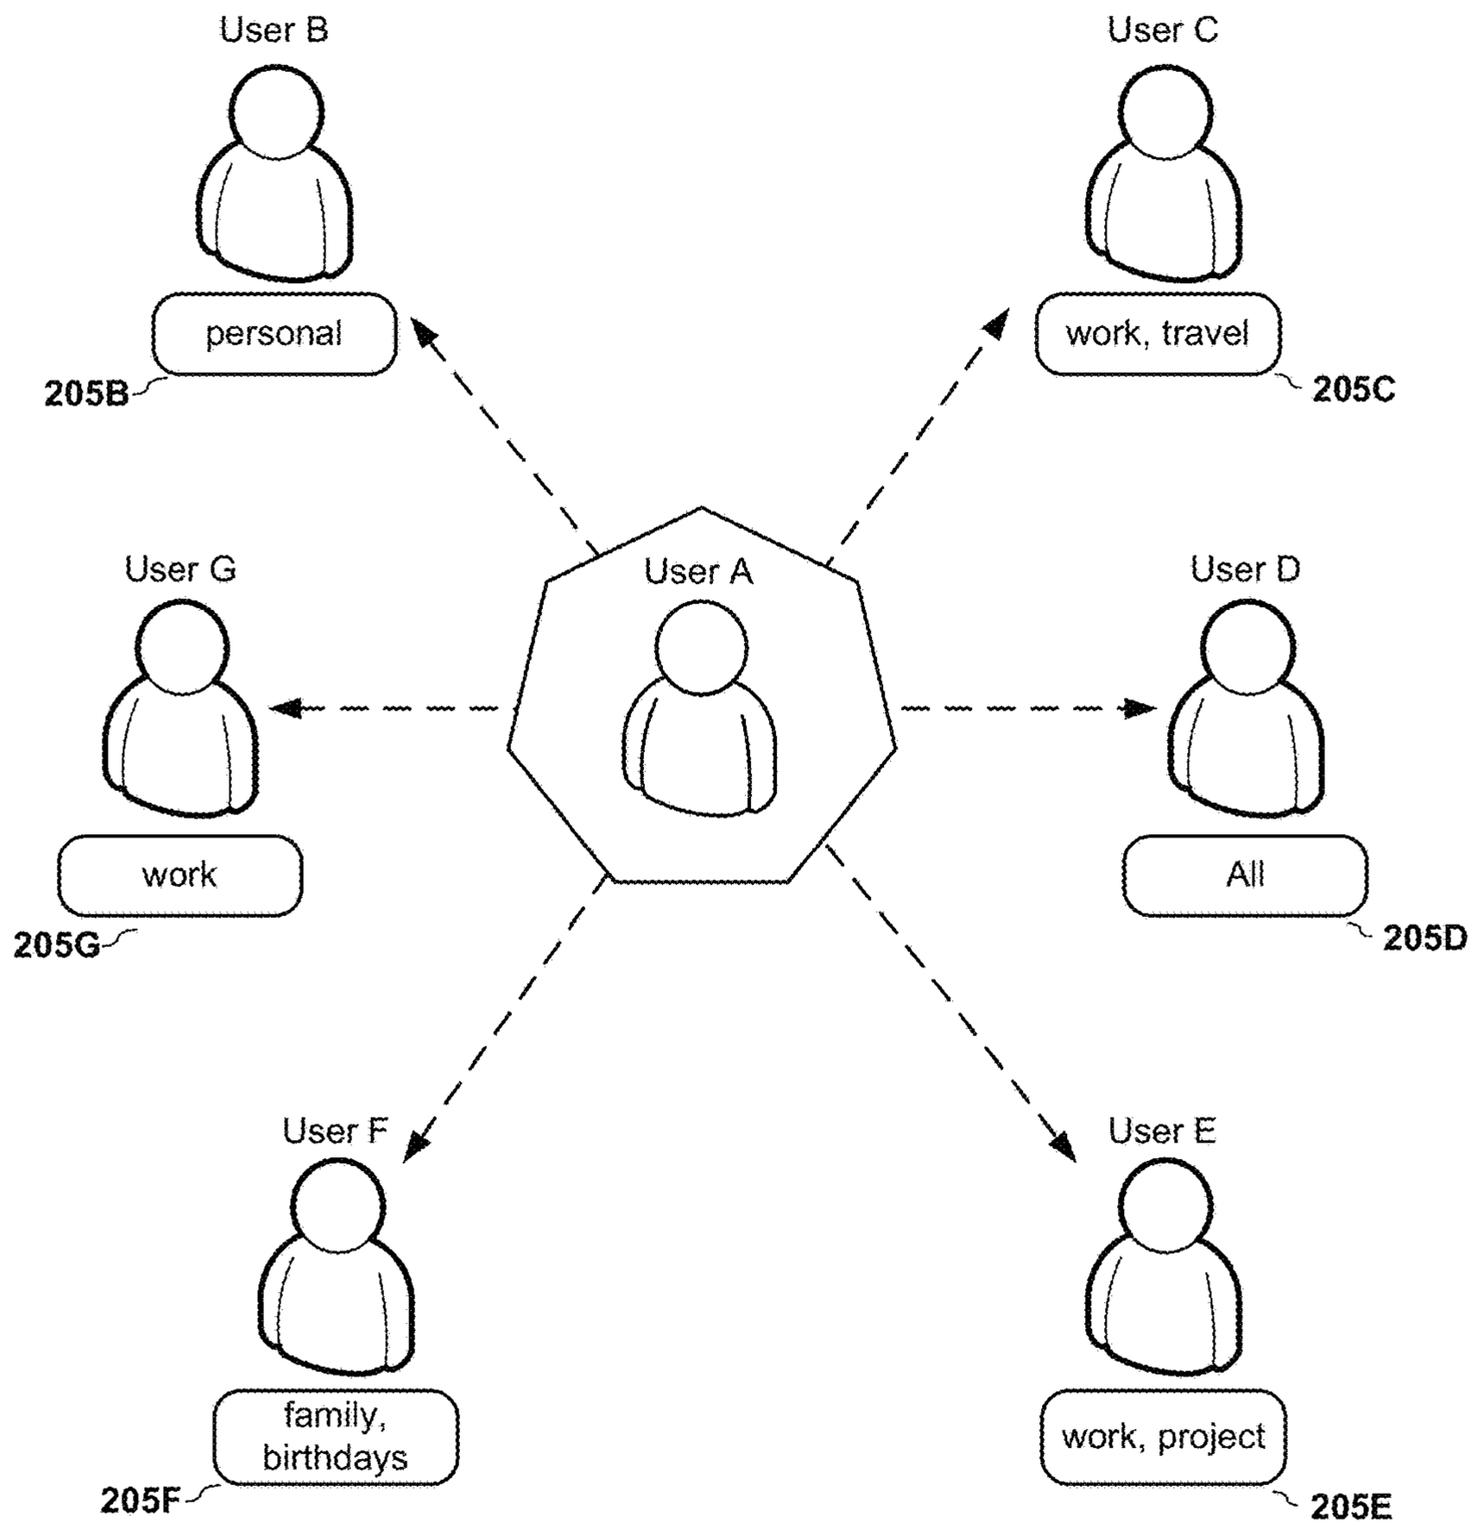 User B
User C
personal
work, travel
205B
205C
User G
User A
User D
work
All
205G
205D
User F
User E
family,
birthdays
work, project
205F
205E